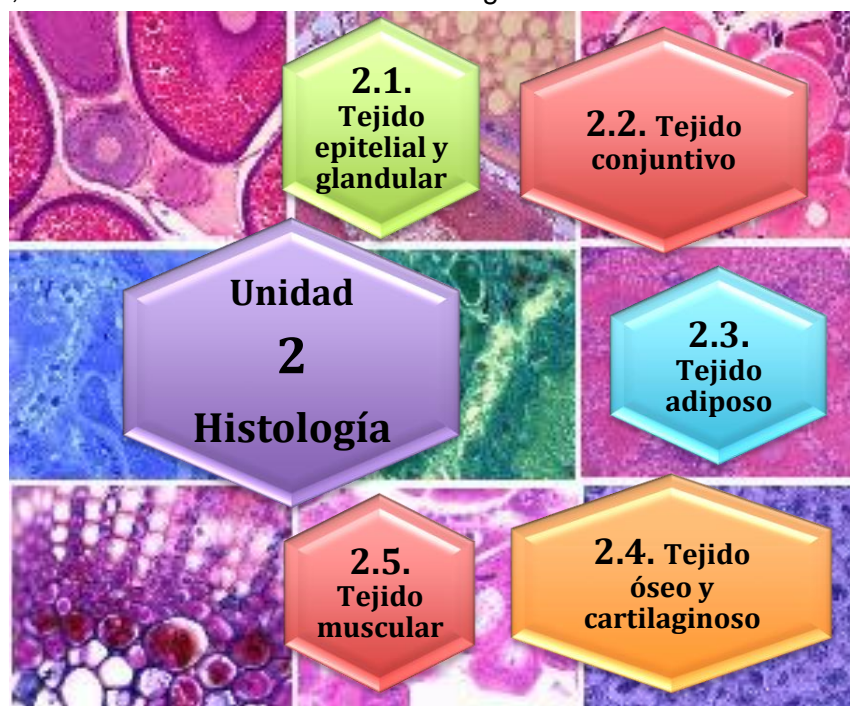 2.1.
Tejido
epitelial y
glandular
2.2. Tejido
conjuntivo
Unidad
2
Histología
2.3.
Tejido
adiposo
2.5.
Tejido
muscular
2.4. Tejido
óseo y
cartilaginoso